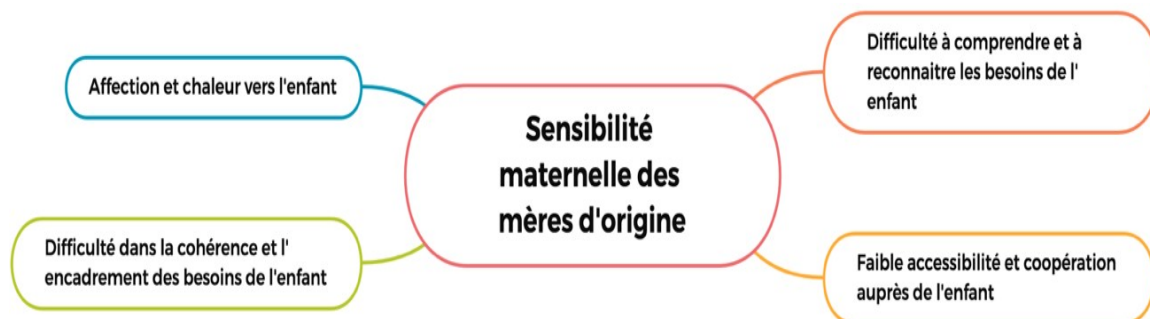 Affection et chaleur vers l'enfant
Difficulté dans la cohérence et l'
encadrement des besoins de l'enfant
Sensibilité
maternelle des
mères d'origine
Difficulté à comprendre et à
reconnaitre les besoins de l'
enfant
Faible accessibilité et coopération
auprès de l'enfant